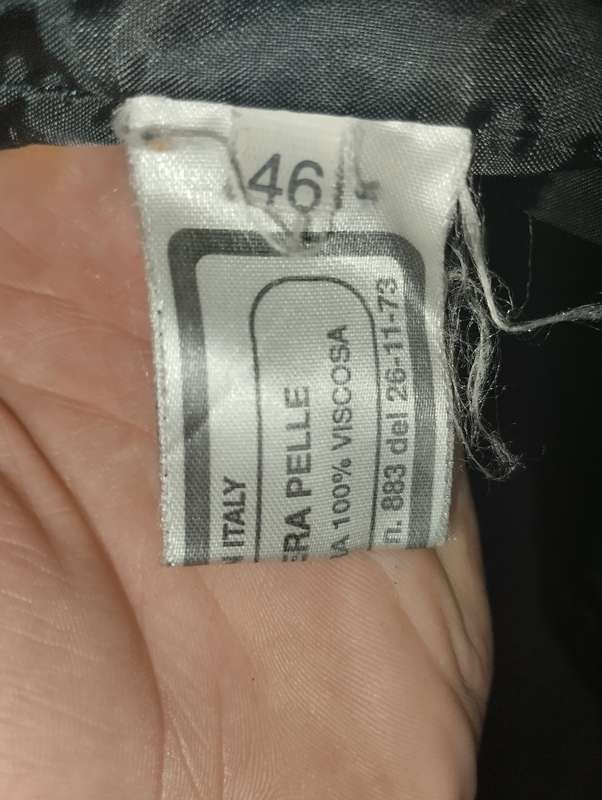 46
N ITALY
ERA PELLE
A 100% VISCOSA
n. 883 del 26-11-73